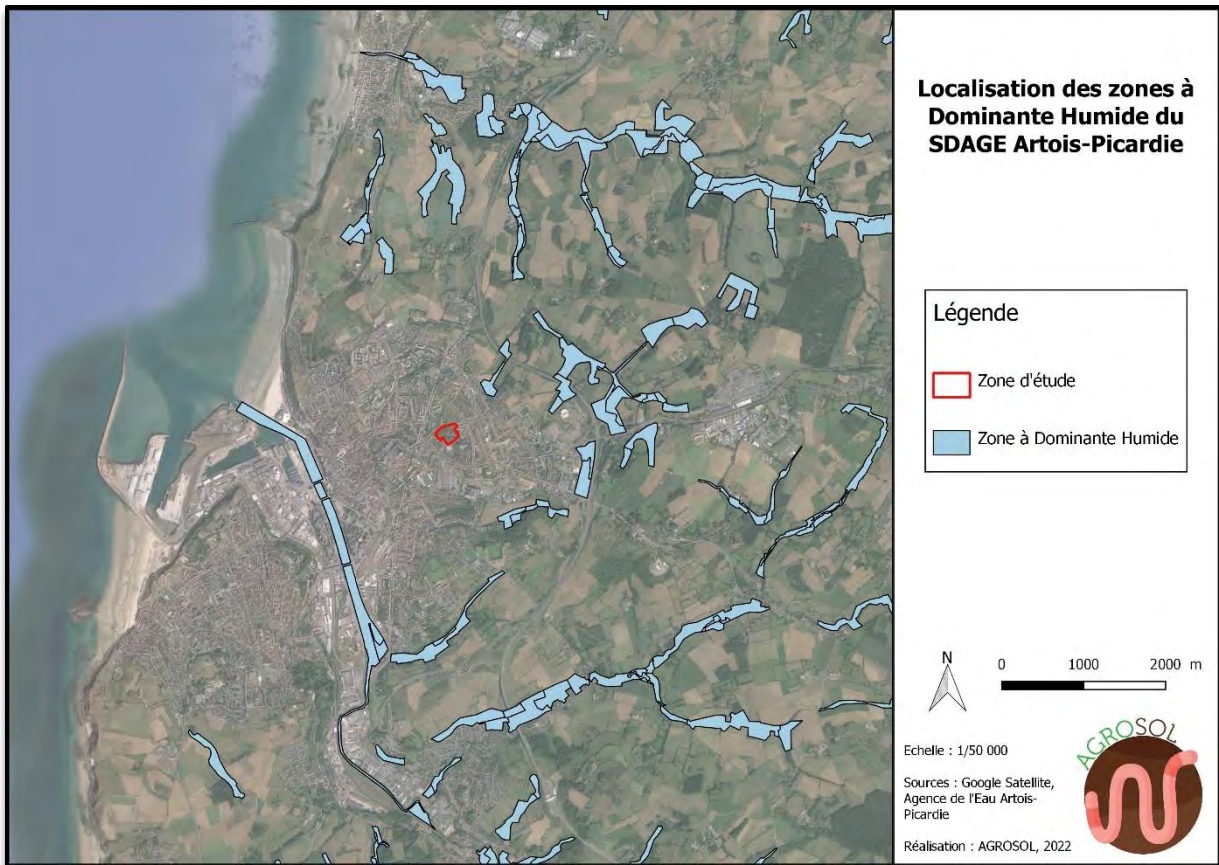 Localisation des zones à
Dominante Humide du
SDAGE Artois-Picardie
Légende
Zone d'étude
Zone à Dominante Humide
N
0 1000 2000 m
Echelle : 1/50 000
Sources : Google Satellite,
Agence de l'Eau Artois-
Picardie
Réalisation : AGROSOL, 2022
AGROSOL